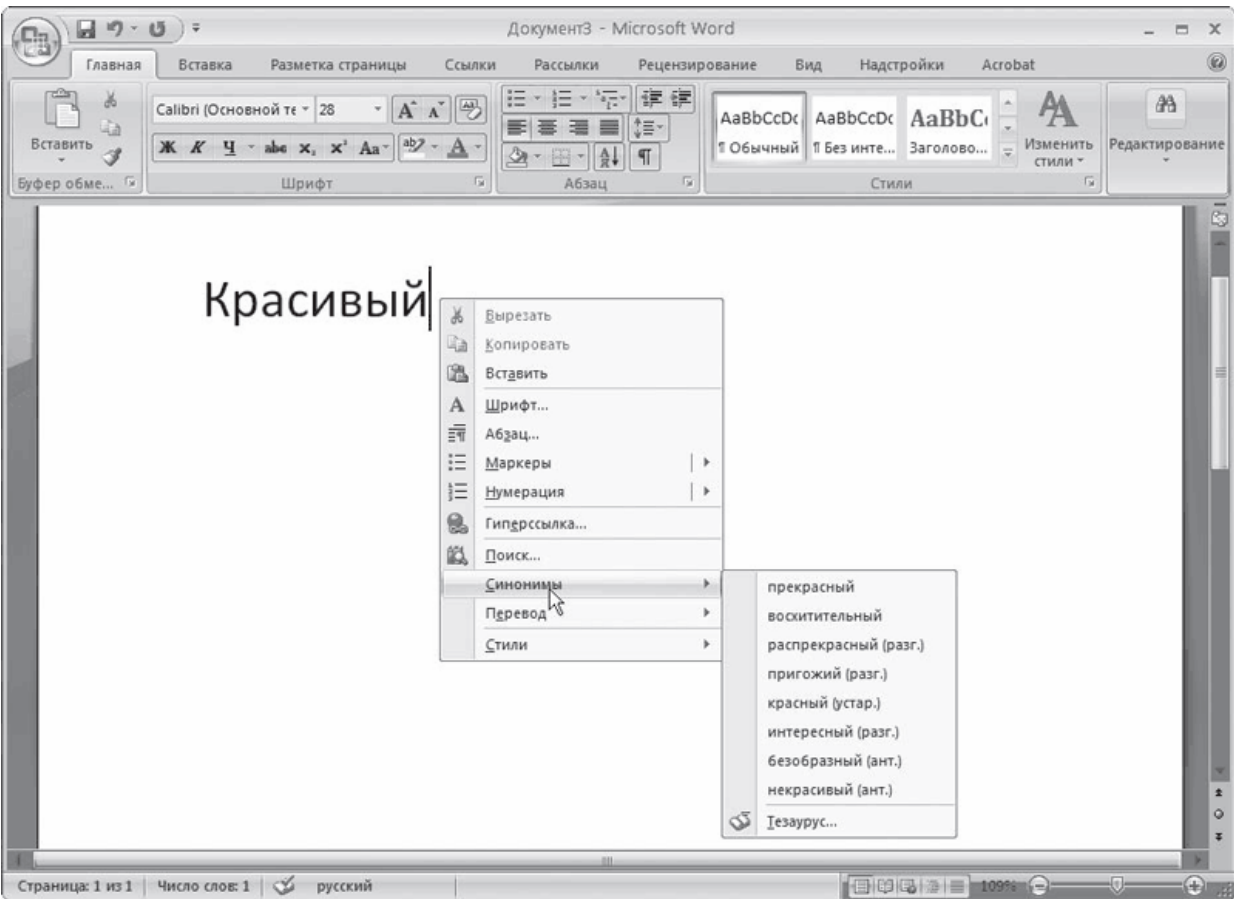 Документ3 - Microsoft Word
Главная Вставка Разметка страницы Ссылки Рассылки Рецензирование Вид Надстройки Acrobat
Calibri (Основной те 28
Вставить
Ж К Ч abc x₂ x² Aa ab A
AaBbCcDc AaBbCcDc AaBbC
¶ Обычный ¶ Без инте... Заголово...
Изменить стили
Редактирование
Буфер обме... Шрифт Абзац Стили
Красивый
Вырезать
Копировать
Вставить
Шрифт...
Абзац...
Маркеры
Нумерация
Гиперссылка...
Поиск...
Синонимы
Перевод
Стили
прекрасный
восхитительный
распрекрасный (разг.)
пригожий (разг.)
красный (устар.)
интересный (разг.)
безобразный (ант.)
некрасивый (ант.)
Тезаурус...
Страница: 1 из 1 Число слов: 1 русский 109%